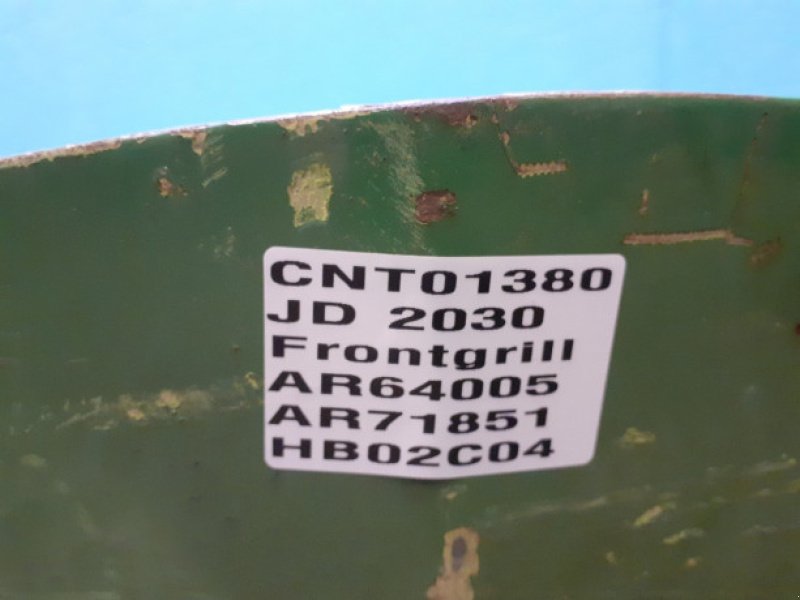 CNT01380
JD 2030
Frontgrill
AR64005
AR71851
HB02C04